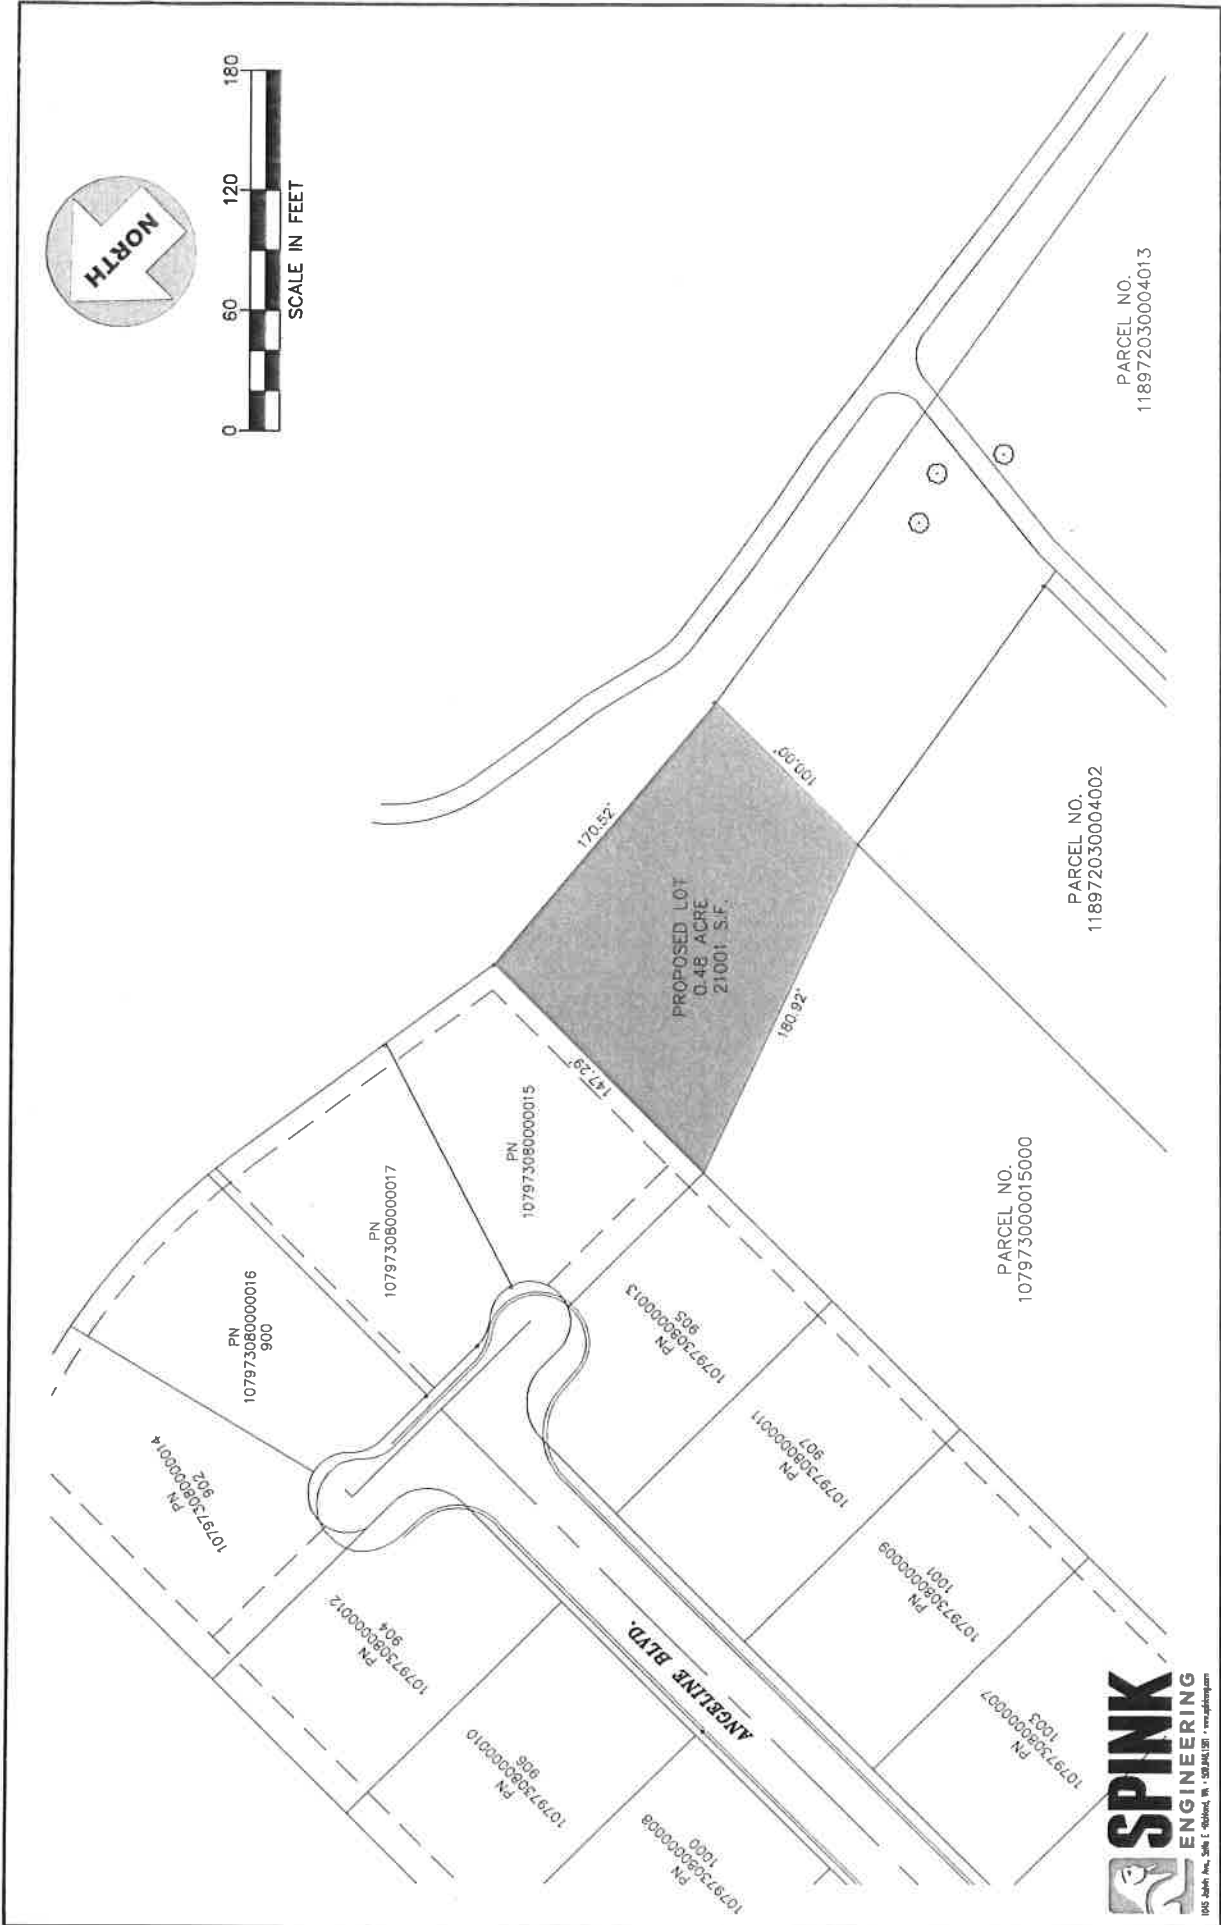 NORTH
0 60 120 180
SCALE IN FEET
PARCEL NO.
118972030004013
170.52'
100.00'
PROPOSED LOT
0.48 ACRE
21001 S.F.
147.29'
180.92'
PARCEL NO.
118972030004002
PN
107973080000015
PN
107973080000017
PN
107973080000016
900
PARCEL NO.
107973000015000
PN
107973080000014
902
PN
107973080000013
905
PN
107973080000011
907
PN
107973080000012
904
PN
107973080000009
1001
ANGELINE BLVD.
PN
107973080000010
906
PN
107973080000007
1003
PN
107973080000008
1000
SPINK
ENGINEERING